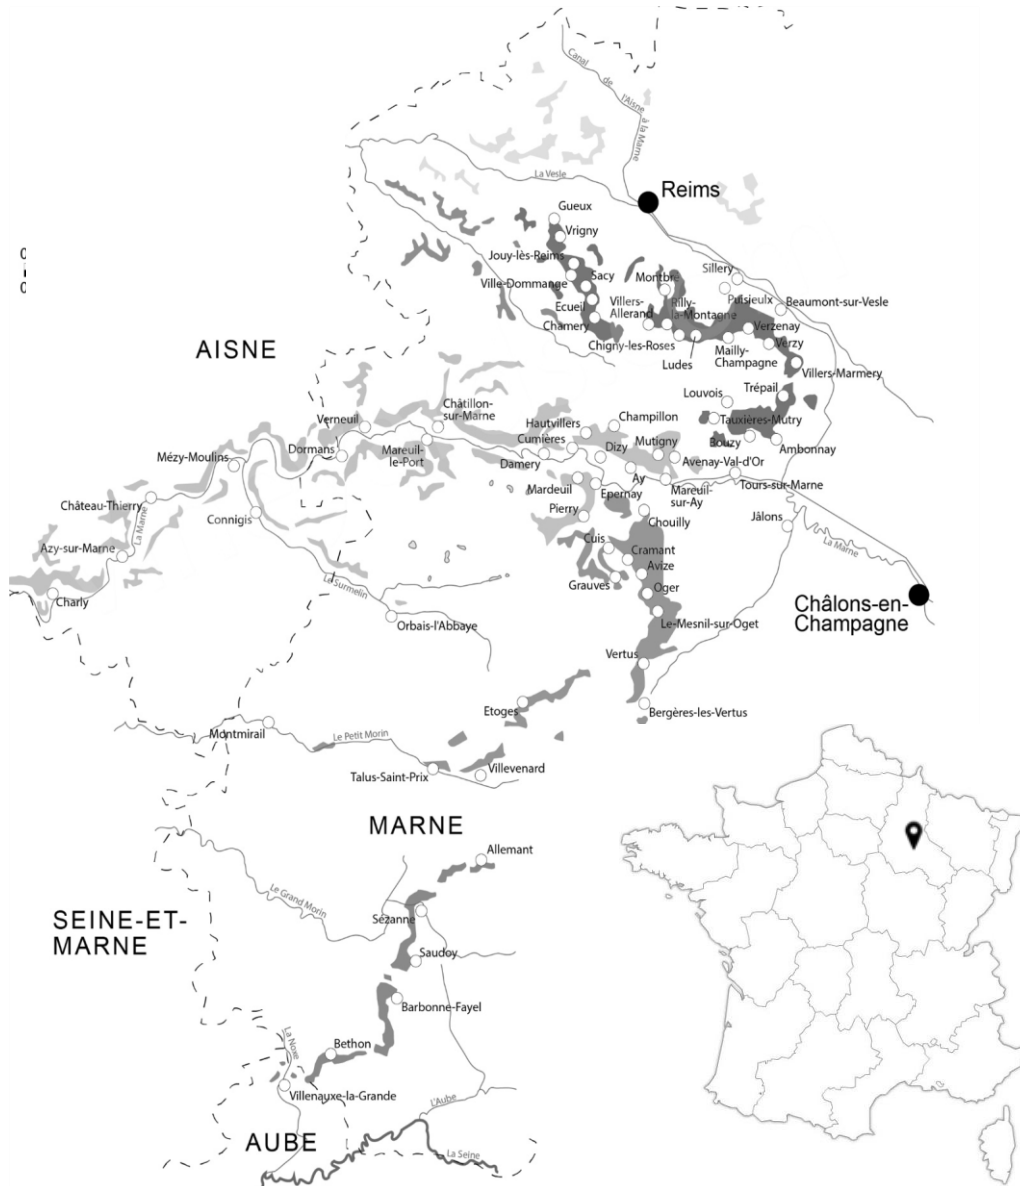 Canal
de
l'Aisne
à la Marne
La Vesle
Reims
Gueux
Vrigny
Jouy-lès-Reims
Sacy
Ville-Dommange
Ecueil
Chamery
Montbré
Sillery
Puisieulx
Beaumont-sur-Vesle
Villers-
Allerand
Rilly-
la-Montagne
Chigny-les-Roses
Ludes
Verzenay
Verzy
Mailly-
Champagne
Villers-Marmery
AISNE
Louvois
Trépail
Tauxières-Mutry
Bouzy
Ambonnay
Châtillon-
sur-Marne
Verneuil
Hautvillers
Champillon
Cumières
Dizy
Mutigny
Dormans
Mareuil-
le-Port
Damery
Avenay-Val-d'Or
Mézy-Moulins
Ay
Mardeuil
Epernay
Mareuil-
sur-Ay
Tours-sur-Marne
Château-Thierry
La Marne
Connigis
Pierry
Chouilly
Jâlons
La Marne
Azy-sur-Marne
Cuis
Cramant
Avize
Grauves
Oger
Charly
Le Surmelin
Orbais-l'Abbaye
Le-Mesnil-sur-Oget
Châlons-en-
Champagne
Vertus
Etoges
Bergères-les-Vertus
Montmirail
Le Petit Morin
Talus-Saint-Prix
Villevenard
MARNE
Allemant
Le Grand Morin
Sézanne
SEINE-ET-
MARNE
Saudoy
Barbonne-Fayel
La Noxe
Bethon
Villenauxe-la-Grande
L'Aube
AUBE
La Seine